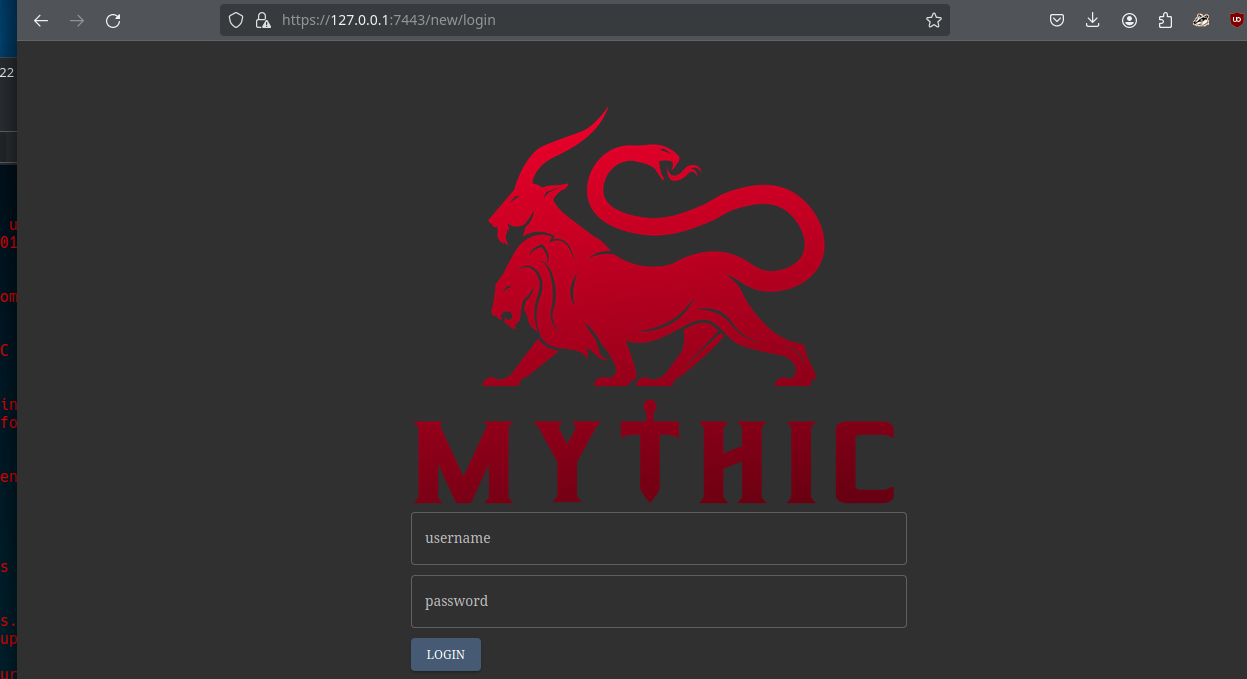 https://127.0.0.1:7443/new/login
22
u
01
om
C
in
fo
en
s
s.
up
ur
MYTHIC
username
password
LOGIN